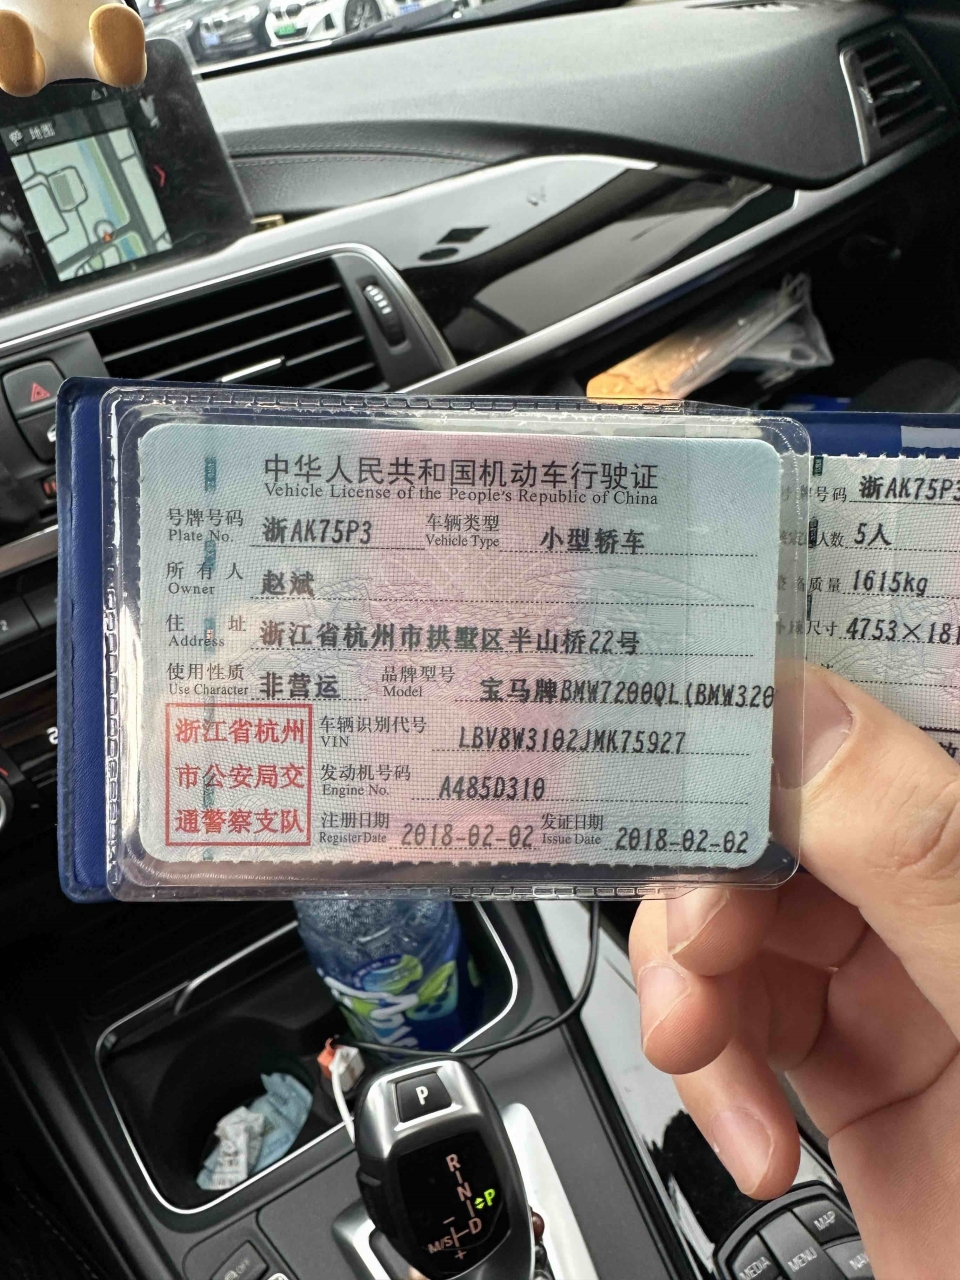 地图
中华人民共和国机动车行驶证
Vehicle License of the People's Republic of China
号牌号码 浙AK75P3 车辆类型 小型轿车
Plate No. Vehicle Type
所有人 赵斌
Owner
住址 浙江省杭州市拱墅区半山桥22号
Address
使用性质 非营运 品牌型号 宝马牌BMW7200QL(BMW320
Use Character Model
浙江省杭州
市公安局交
通警察支队
车辆识别代号 LBV8W3102JMK75927
VIN
发动机号码 A485D310
Engine No.
注册日期 2018-02-02 发证日期 2018-02-02
Register Date Issue Date
号码 浙AK75P3
人数 5人
质量 1615kg
尺寸 4753×181
P
R
N
P
D
M/S
+
OFF
MAP
MENU
MEDIA
NAV